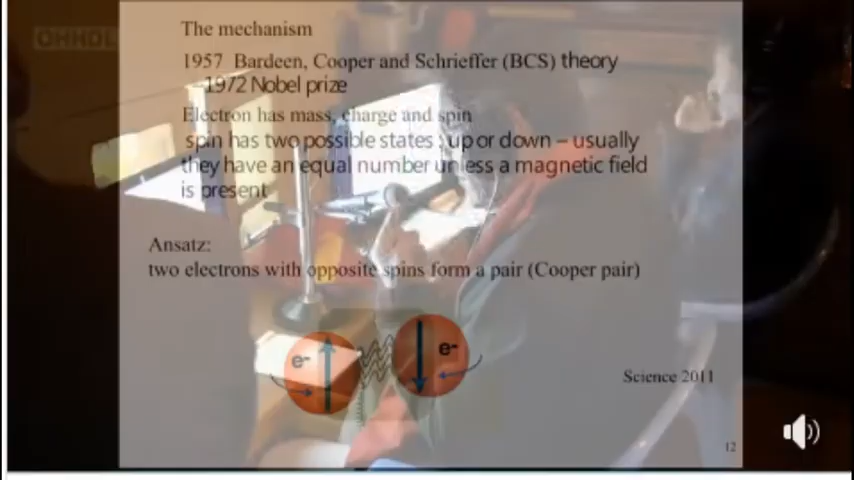 The mechanism
1957 Bardeen, Cooper and Schrieffer (BCS) theory
–1972 Nobel prize
Electron has mass, charge and spin
spin has two possible states : up or down – usually
they have an equal number unless a magnetic field
is present
Ansatz:
two electrons with opposite spins form a pair (Cooper pair)
e-
e-
Science 2011
12